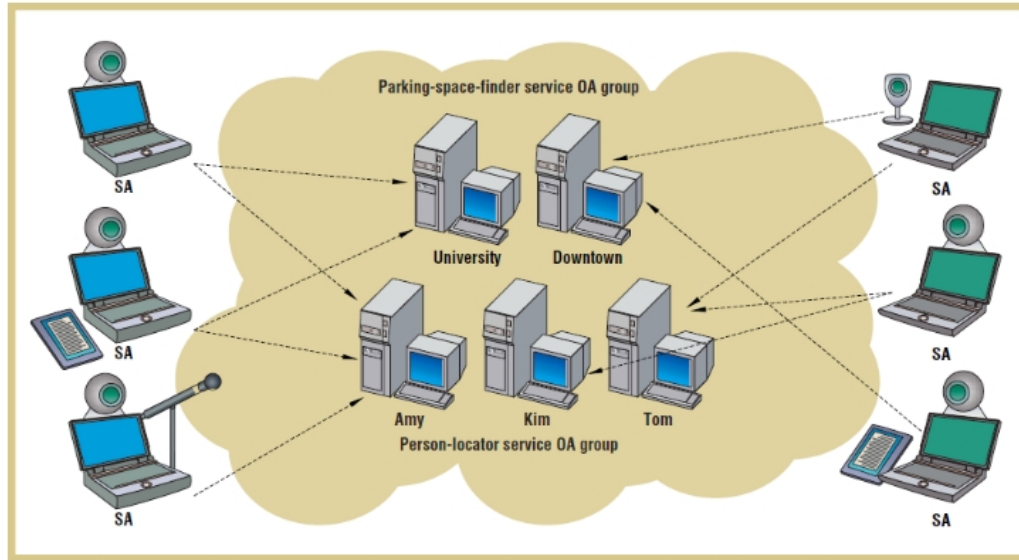 Parking-space-finder service OA group
SA
SA
University
Downtown
SA
SA
Amy
Kim
Tom
Person-locator service OA group
SA
SA